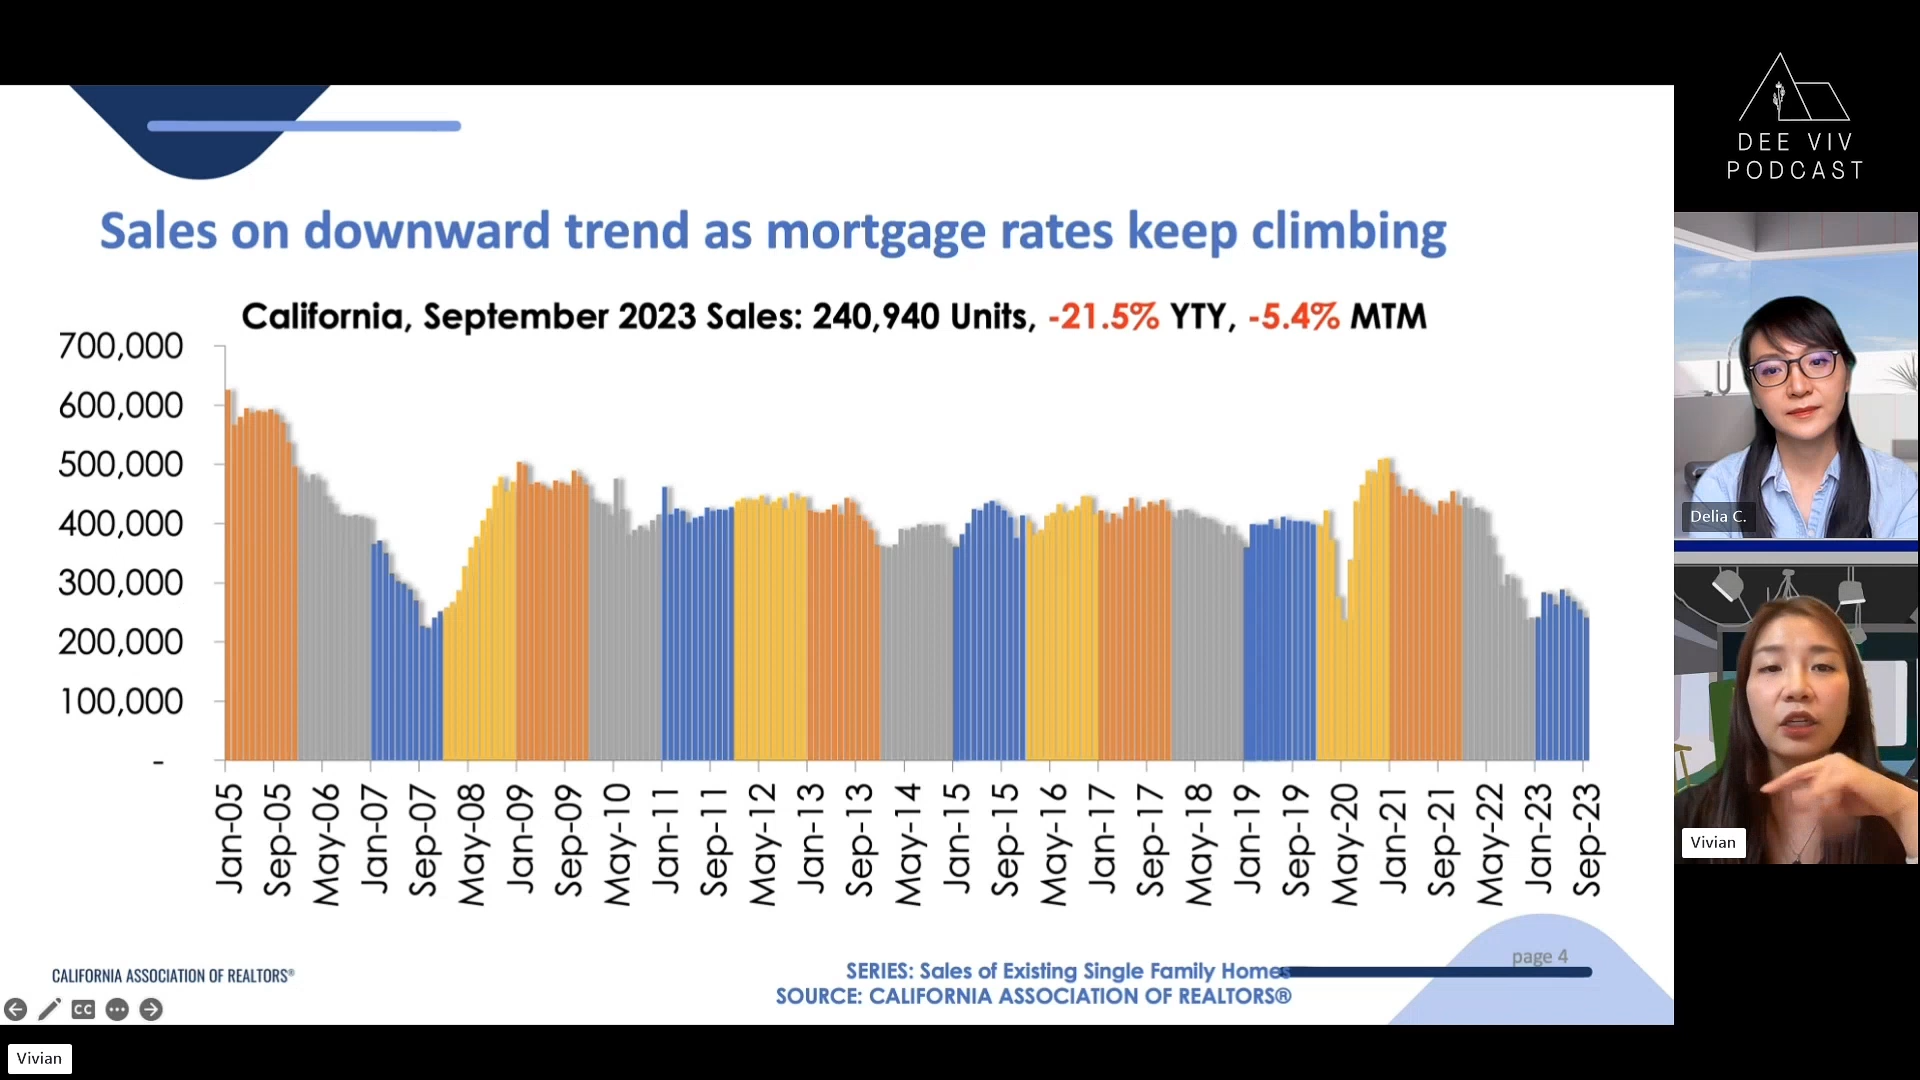 DEE VIV
PODCAST
Sales on downward trend as mortgage rates keep climbing
California, September 2023 Sales: 240,940 Units, -21.5% YTY, -5.4% MTM
700,000
600,000
500,000
400,000
300,000
200,000
100,000
-
Jan-05
Sep-05
May-06
Jan-07
Sep-07
May-08
Jan-09
Sep-09
May-10
Jan-11
Sep-11
May-12
Jan-13
Sep-13
May-14
Jan-15
Sep-15
May-16
Jan-17
Sep-17
May-18
Jan-19
Sep-19
May-20
Jan-21
Sep-21
May-22
Jan-23
Sep-23
Delia C.
Vivian
page 4
CALIFORNIA ASSOCIATION OF REALTORS®
SERIES: Sales of Existing Single Family Homes
SOURCE: CALIFORNIA ASSOCIATION OF REALTORS®
CC
Vivian